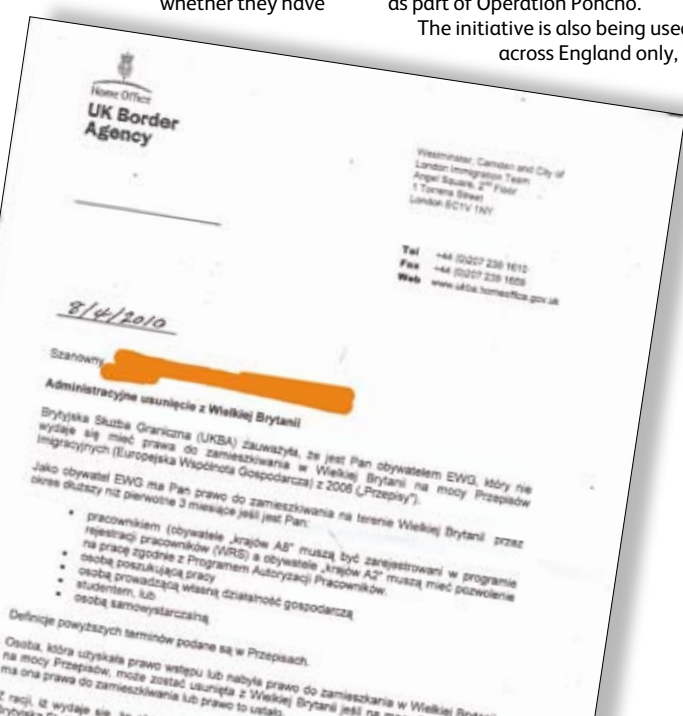 whether they have
as part of Operation Poncho.
The initiative is also being used
across England only,
Home Office
UK Border
Agency
Westminster, Camden and City of
London Immigration Team
Angel Square, 2nd Floor
1 Torrens Street
London EC1V 1NY
Tel +44 (0)207 239 1610
Fax +44 (0)207 239
Web www.ukba.homeoffice.gov.uk
8/4/2010
Szanowny
Administracyjne usunięcie z Wielkiej Brytanii
Brytyjska Służba Graniczna (UKBA) zauważyła, że jest Pan obywatelem EWG, który nie
wydaje się mieć prawa do zamieszkiwania w Wielkiej Brytanii na mocy Przepisów
Imigracyjnych (Europejska Wspólnota Gospodarcza) z 2006 („Przepisy").
Jako obywatel EWG ma Pan prawo do zamieszkiwania na terenie Wielkiej Brytanii przez
okres dłuższy niż pierwotne 3 miesiące jeśli jest Pan:
• pracownikiem (obywatele „krajów A8" muszą być zarejestrowani w programie
rejestracji pracowników (WRS) a obywatele „krajów A2" muszą mieć pozwolenie
na pracę zgodnie z Programem Autoryzacji Pracowników.
• osobą poszukującą pracy
• osobą prowadzącą własną działalność gospodarczą
• studentem, lub
• osobą samowystarczalną
Definicje powyższych terminów podane są w Przepisach.
Osoba, która uzyskała prawo wstępu lub nabyła prawo do zamieszkania w Wielkiej Brytanii
na mocy Przepisów, może zostać usunięta z Wielkiej Brytanii jeśli na
ma ona prawa do zamieszkiwania lub prawo to ustało.
racji, iż wydaje się, że